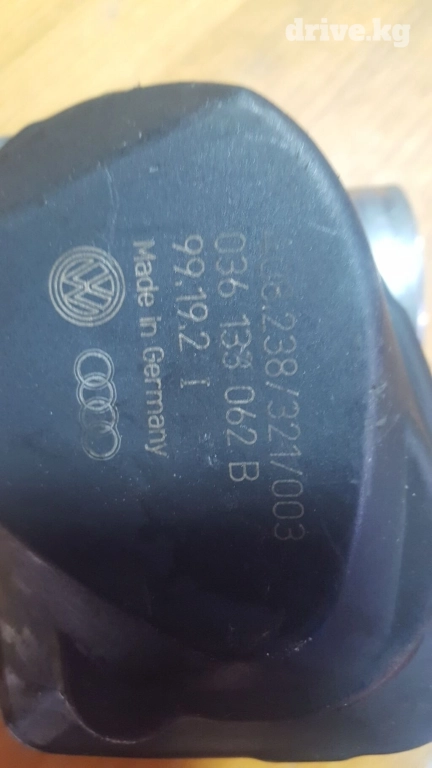 drive.kg
238/321/003
036 133 062 B
99.19.2 I
Made in Germany